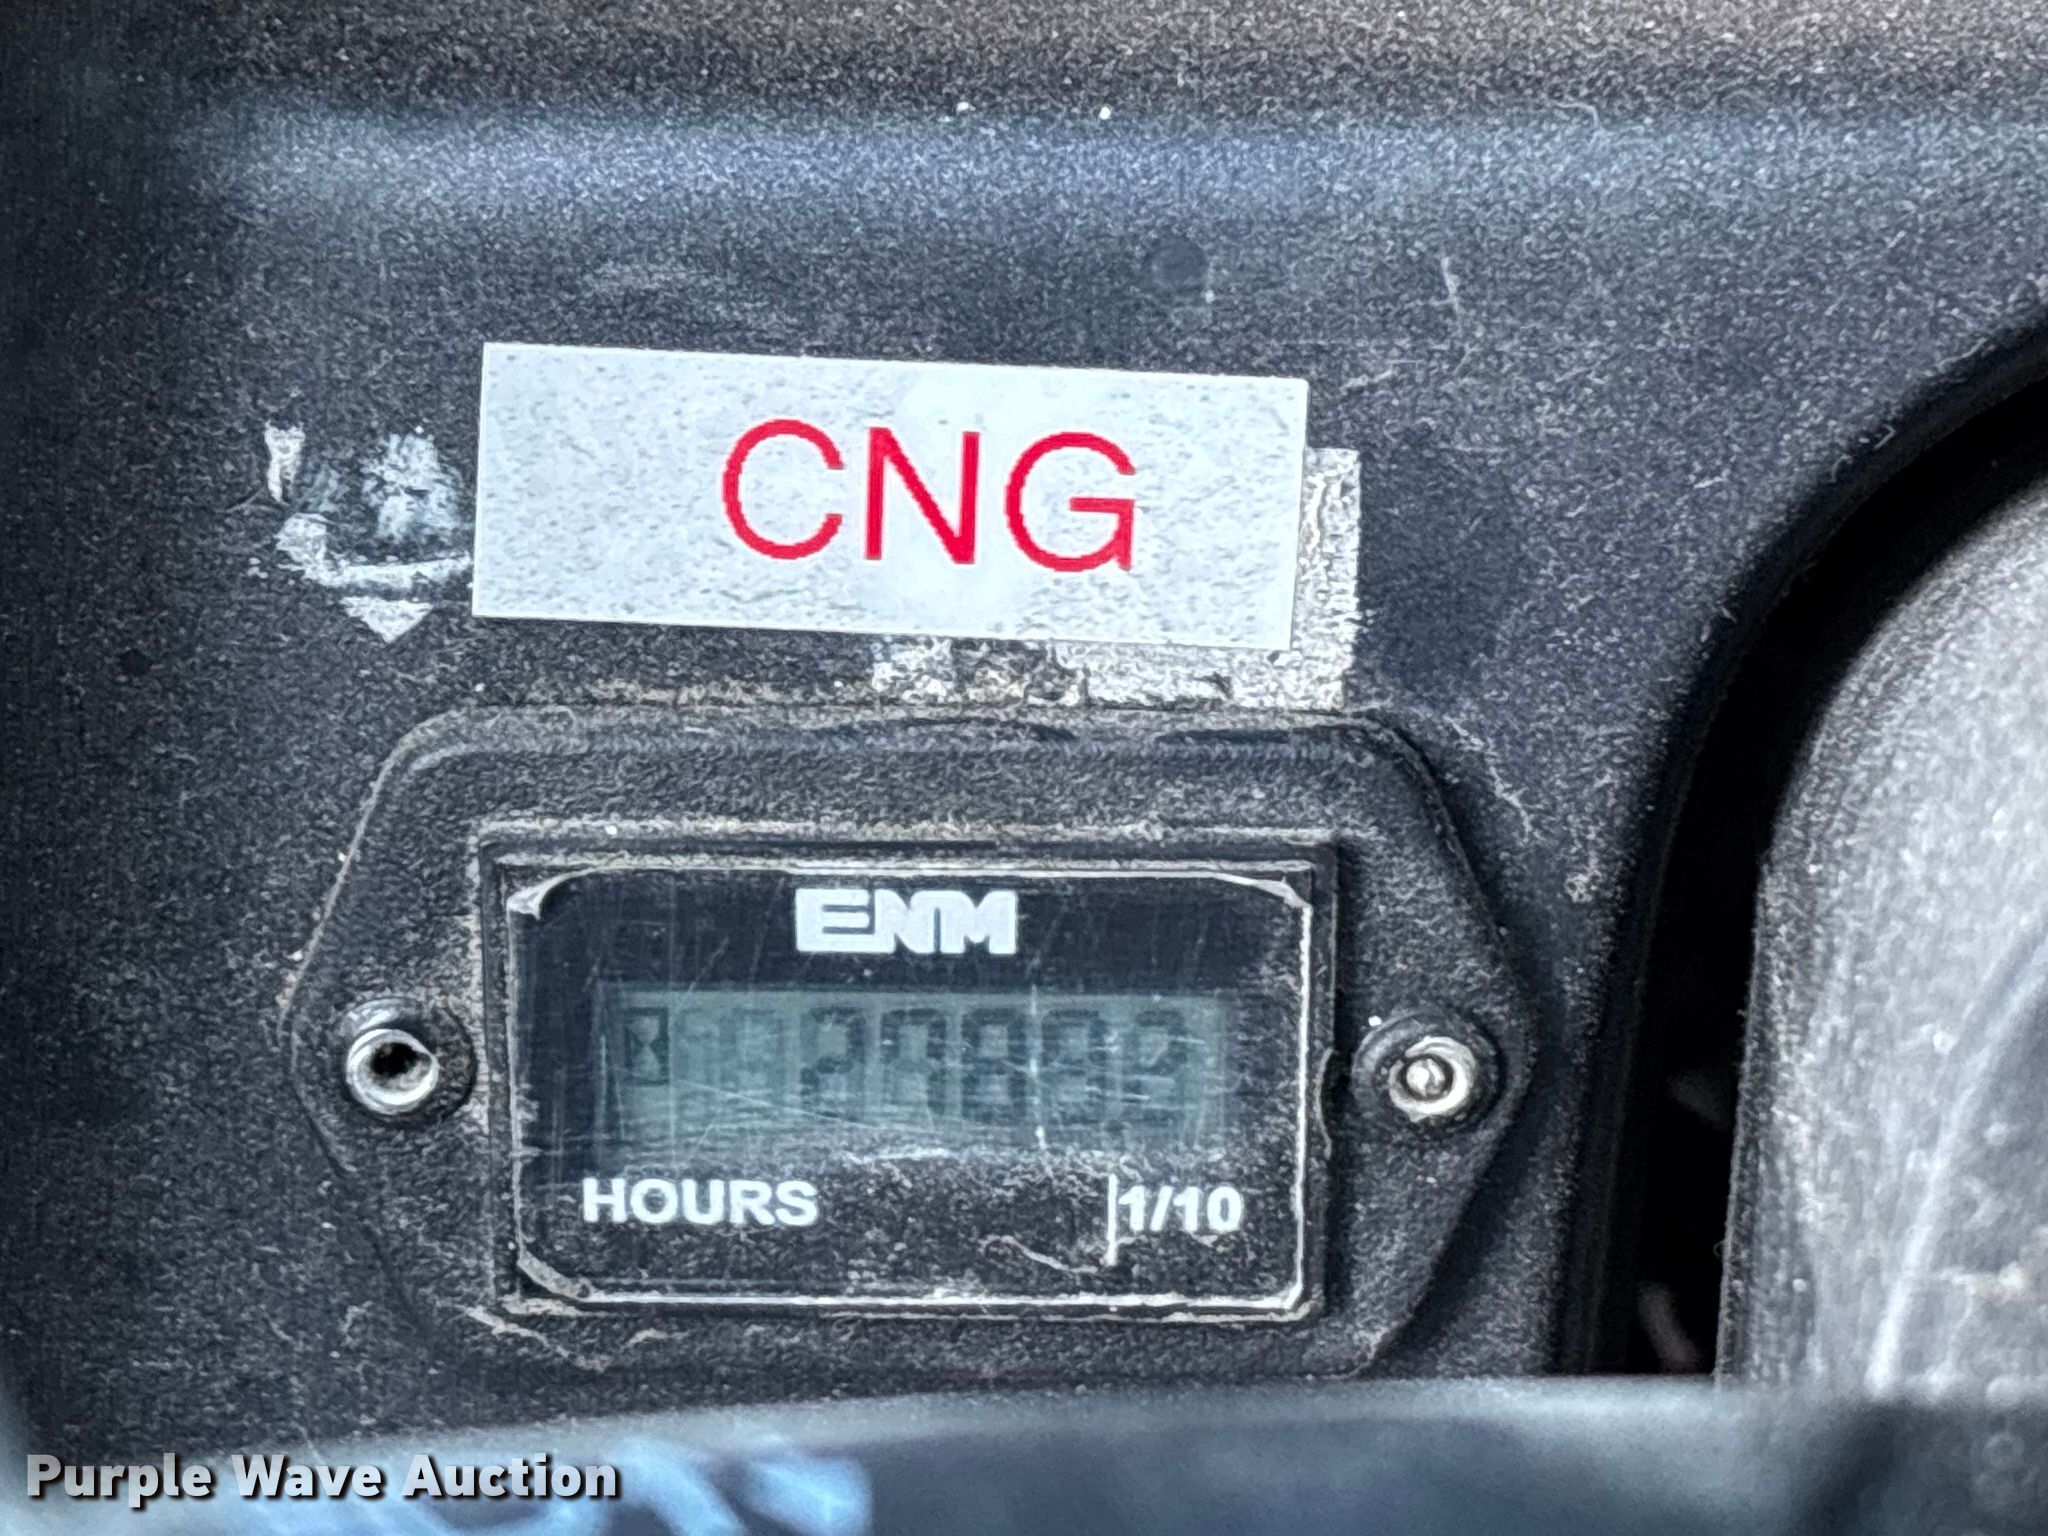 CNG
ENM
HOURS 1/10
Purple Wave Auction